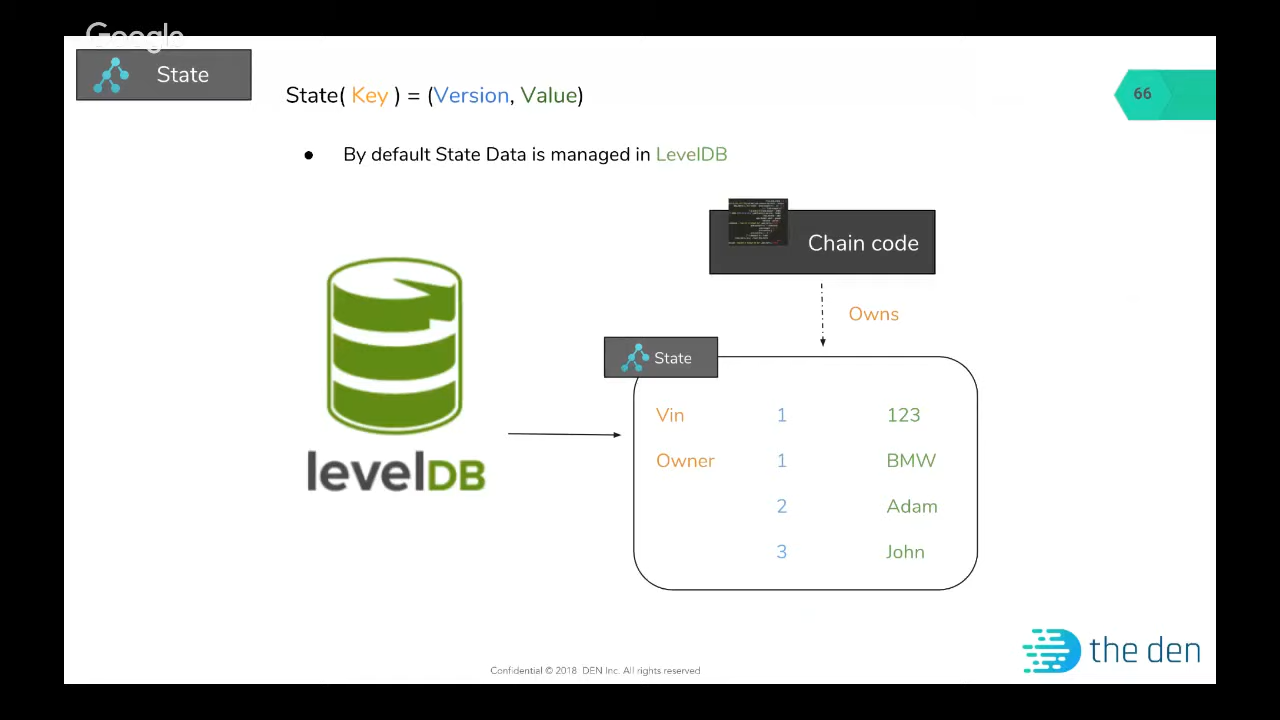 Google
State
State( Key ) = (Version, Value)
66
● By default State Data is managed in LevelDB
Chain code
Owns
State
Vin 1 123
Owner 1 BMW
2 Adam
3 John
levelDB
the den
Confidential © 2018 DEN Inc. All rights reserved